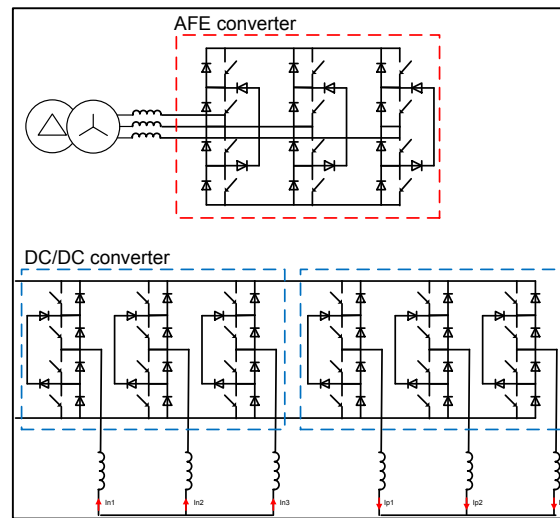 AFE converter
DC/DC converter
In1
In2
In3
Ip1
Ip2